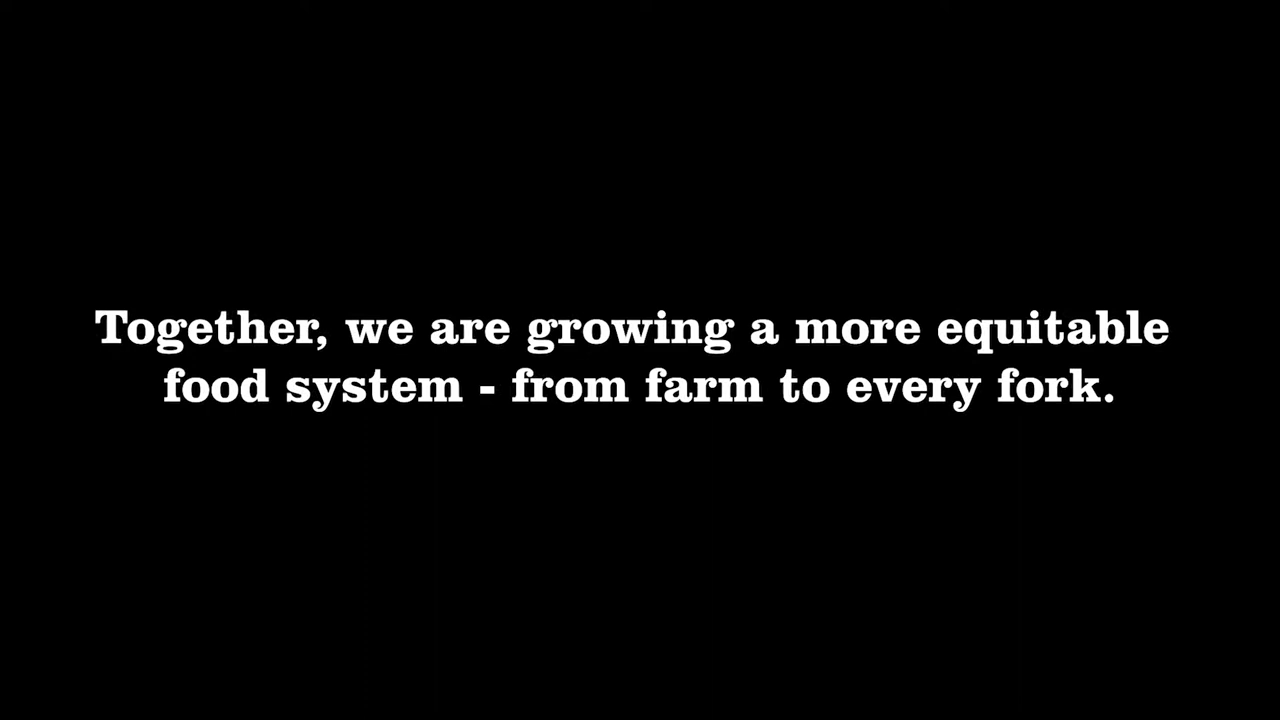 Together, we are growing a more equitable
food system - from farm to every fork.